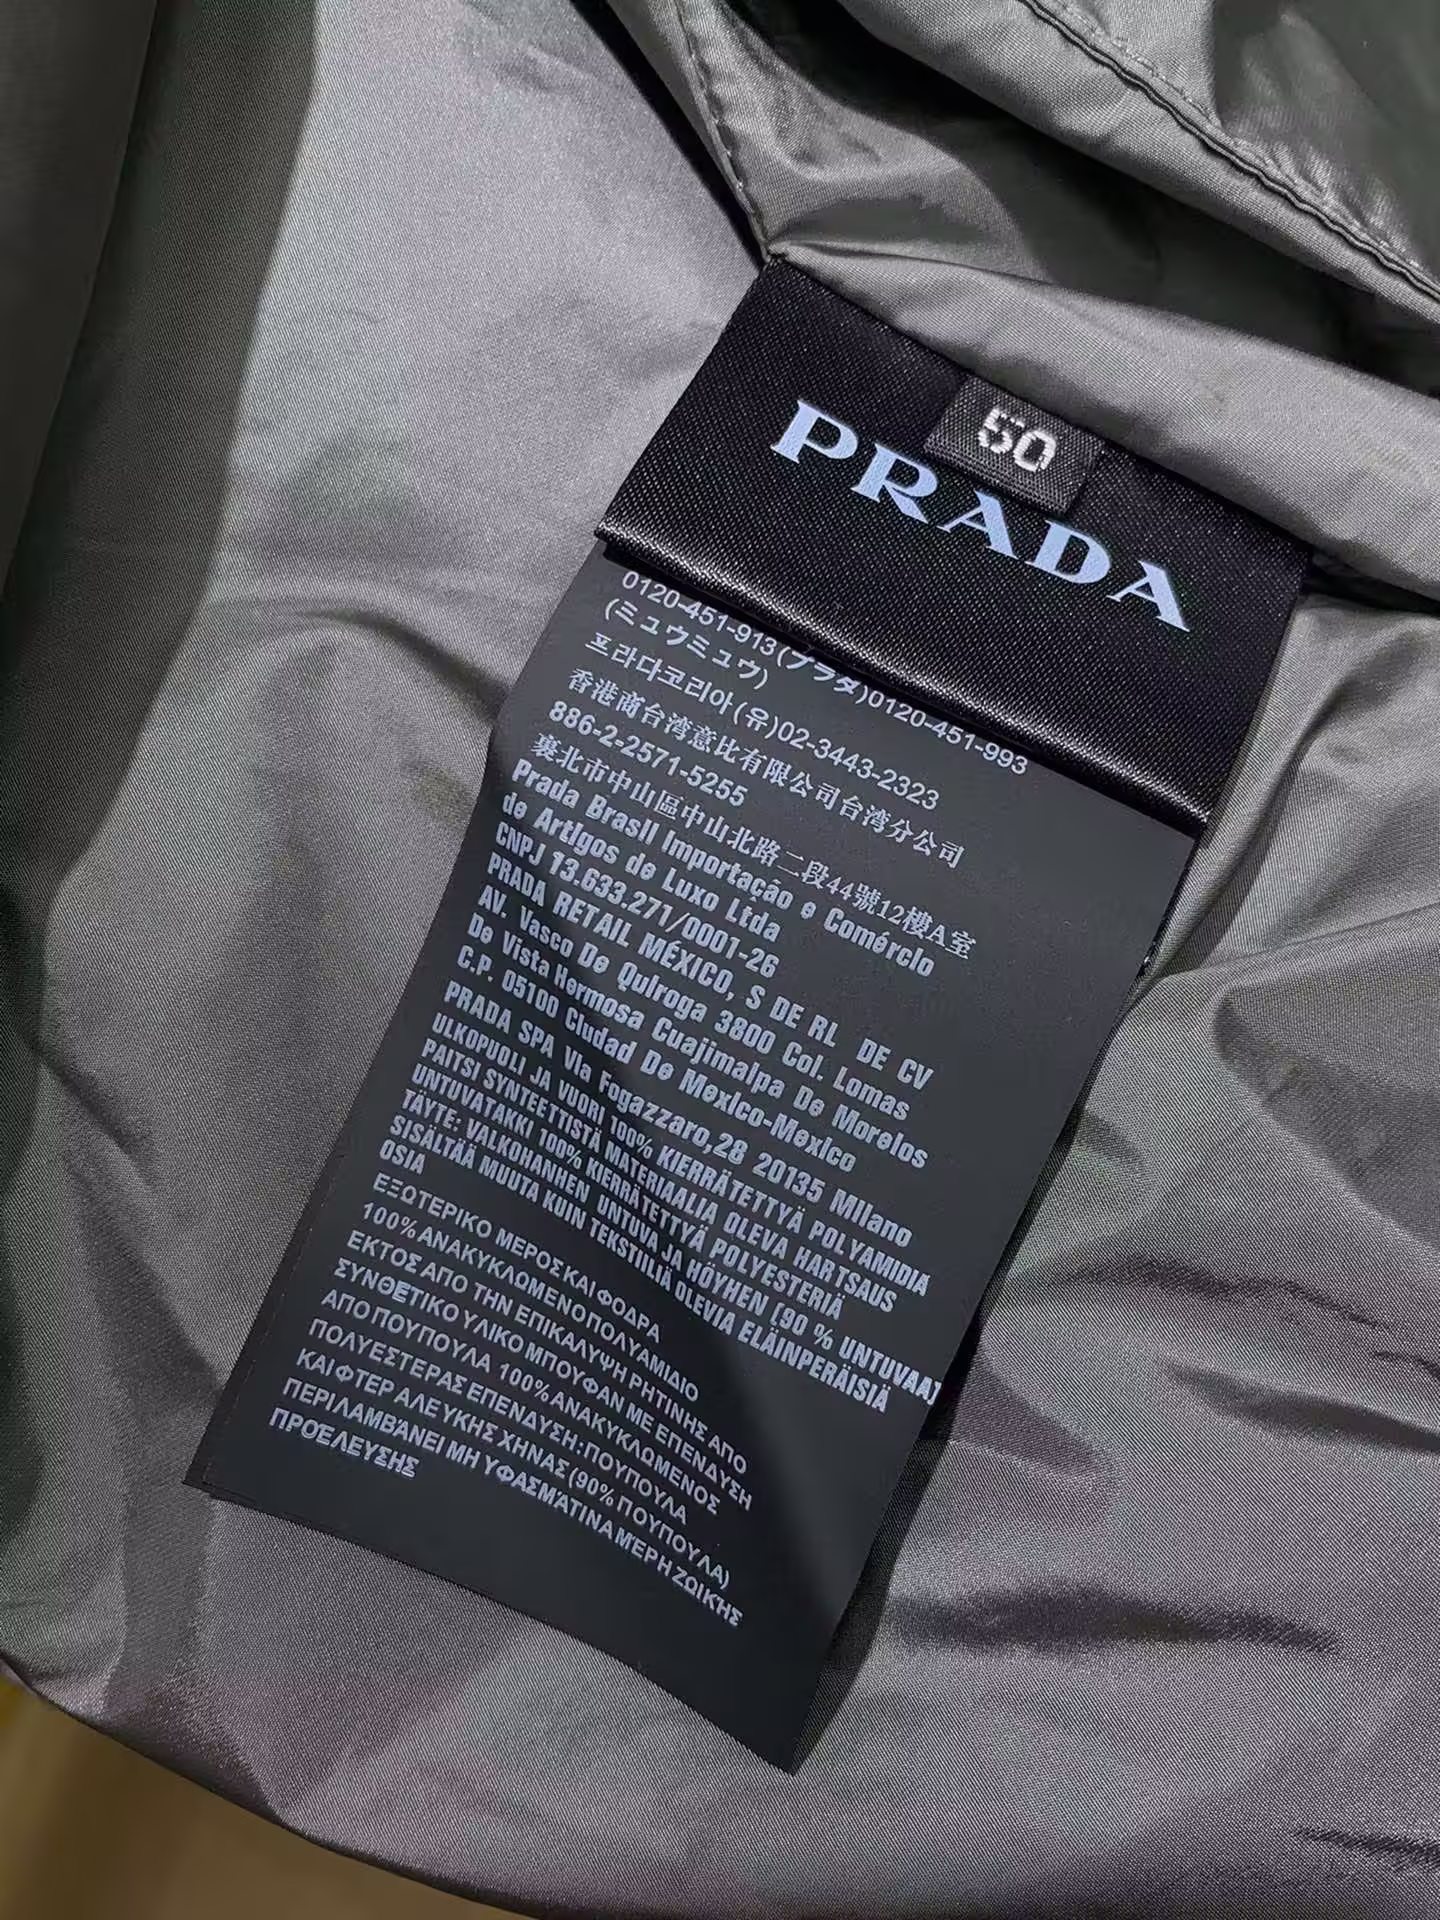 50
PRADA
0120-451-913(プラダ)0120-451-993
(ミュウミュウ)
프라다코리아(유)02-3443-2323
香港商台湾意比有限公司台湾分公司
886-2-2571-5255
臺北市中山區中山北路二段44號12樓A室
Prada Brasil Importação e Comércio
de Artigos de Luxo Ltda
CNPJ 13.633.271/0001-26
PRADA RETAIL MÉXICO, S DE RL DE CV
AV. Vasco De Quiroga 3800 Col. Lomas
De Vista Hermosa Cuajimalpa De Morelos
C.P. 05100 Ciudad De Mexico-Mexico
PRADA SPA Via Fogazzaro,28 20135 Milano
ULKOPUOLI JA VUORI 100% KIERRÄTETTYÄ POLYAMIDIA
PAITSI SYNTEETTISTÄ MATERIAALIA OLEVA HARTSAUS
UNTUVATAKKI 100% KIERRÄTETTYÄ POLYESTERIÄ
TÄYTE: VALKOHANHEN UNTUVA JA HÖYHEN (90 % UNTUVAA)
SISÄLTÄÄ MUUTA KUIN TEKSTIILIÄ OLEVIA ELÄINPERÄISIÄ
OSIA
ΕΞΩΤΕΡΙΚΟ ΜΕΡΟΣ ΚΑΙ ΦΟΔΡΑ
100% ΑΝΑΚΥΚΛΩΜΕΝΟ ΠΟΛΥΑΜΙΔΙΟ
ΕΚΤΟΣ ΑΠΟ ΤΗΝ ΕΠΙΚΑΛΥΨΗ ΡΗΤΙΝΗΣ ΑΠΟ
ΣΥΝΘΕΤΙΚΟ ΥΛΙΚΟ ΜΠΟΥΦΑΝ ΜΕ ΕΠΕΝΔΥΣΗ
ΑΠΟ ΠΟΥΠΟΥΛΑ 100% ΑΝΑΚΥΚΛΩΜΕΝΟΣ
ΠΟΛΥΕΣΤΕΡΑΣ ΕΠΕΝΔΥΣΗ:ΠΟΥΠΟΥΛΑ
ΚΑΙ ΦΤΕΡΑ ΛΕΥΚΗΣ ΧΗΝΑΣ (90% ΠΟΥΠΟΥΛΑ)
ΠΕΡΙΛΑΜΒΆΝΕΙ ΜΗ ΥΦΑΣΜΆΤΙΝΑ ΜΈΡΗ ΖΩΙΚΉΣ
ΠΡΟΈΛΕΥΣΗΣ